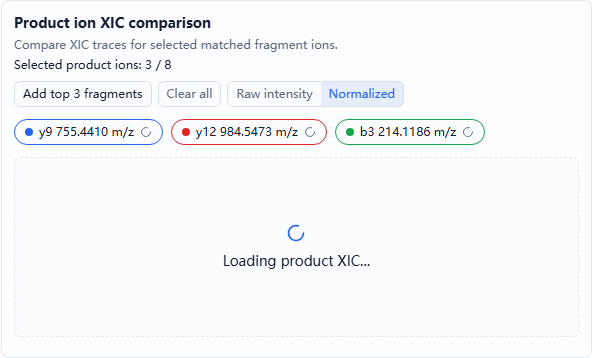 Product ion XIC comparison
Compare XIC traces for selected matched fragment ions.
Selected product ions: 3 / 8
Add top 3 fragments Clear all Raw intensity Normalized
y9 755.4410 m/z y12 984.5473 m/z b3 214.1186 m/z
Loading product XIC...